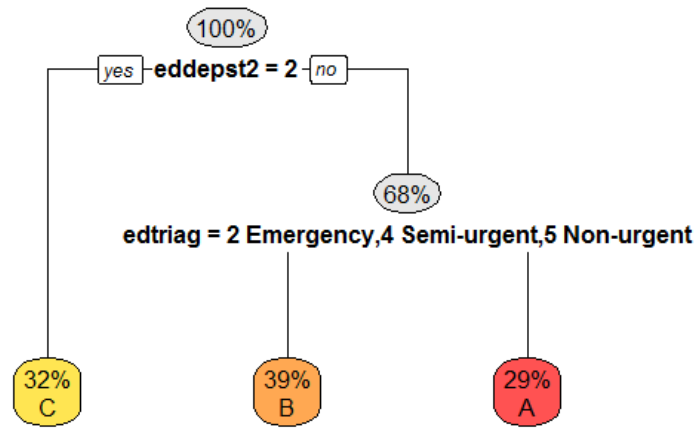 100%
yes eddepst2 = 2 no
68%
edtriag = 2 Emergency,4 Semi-urgent,5 Non-urgent
32% 39% 29%
C B A